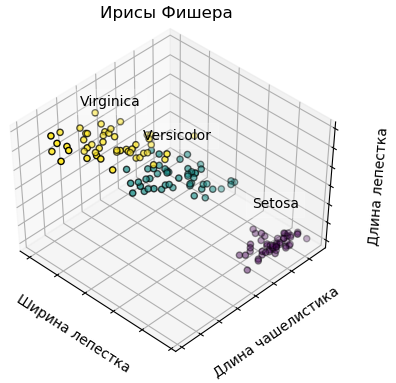 Ирисы Фишера
Virginica
Versicolor
Setosa
Длина лепестка
Ширина лепестка
Длина чашелистика